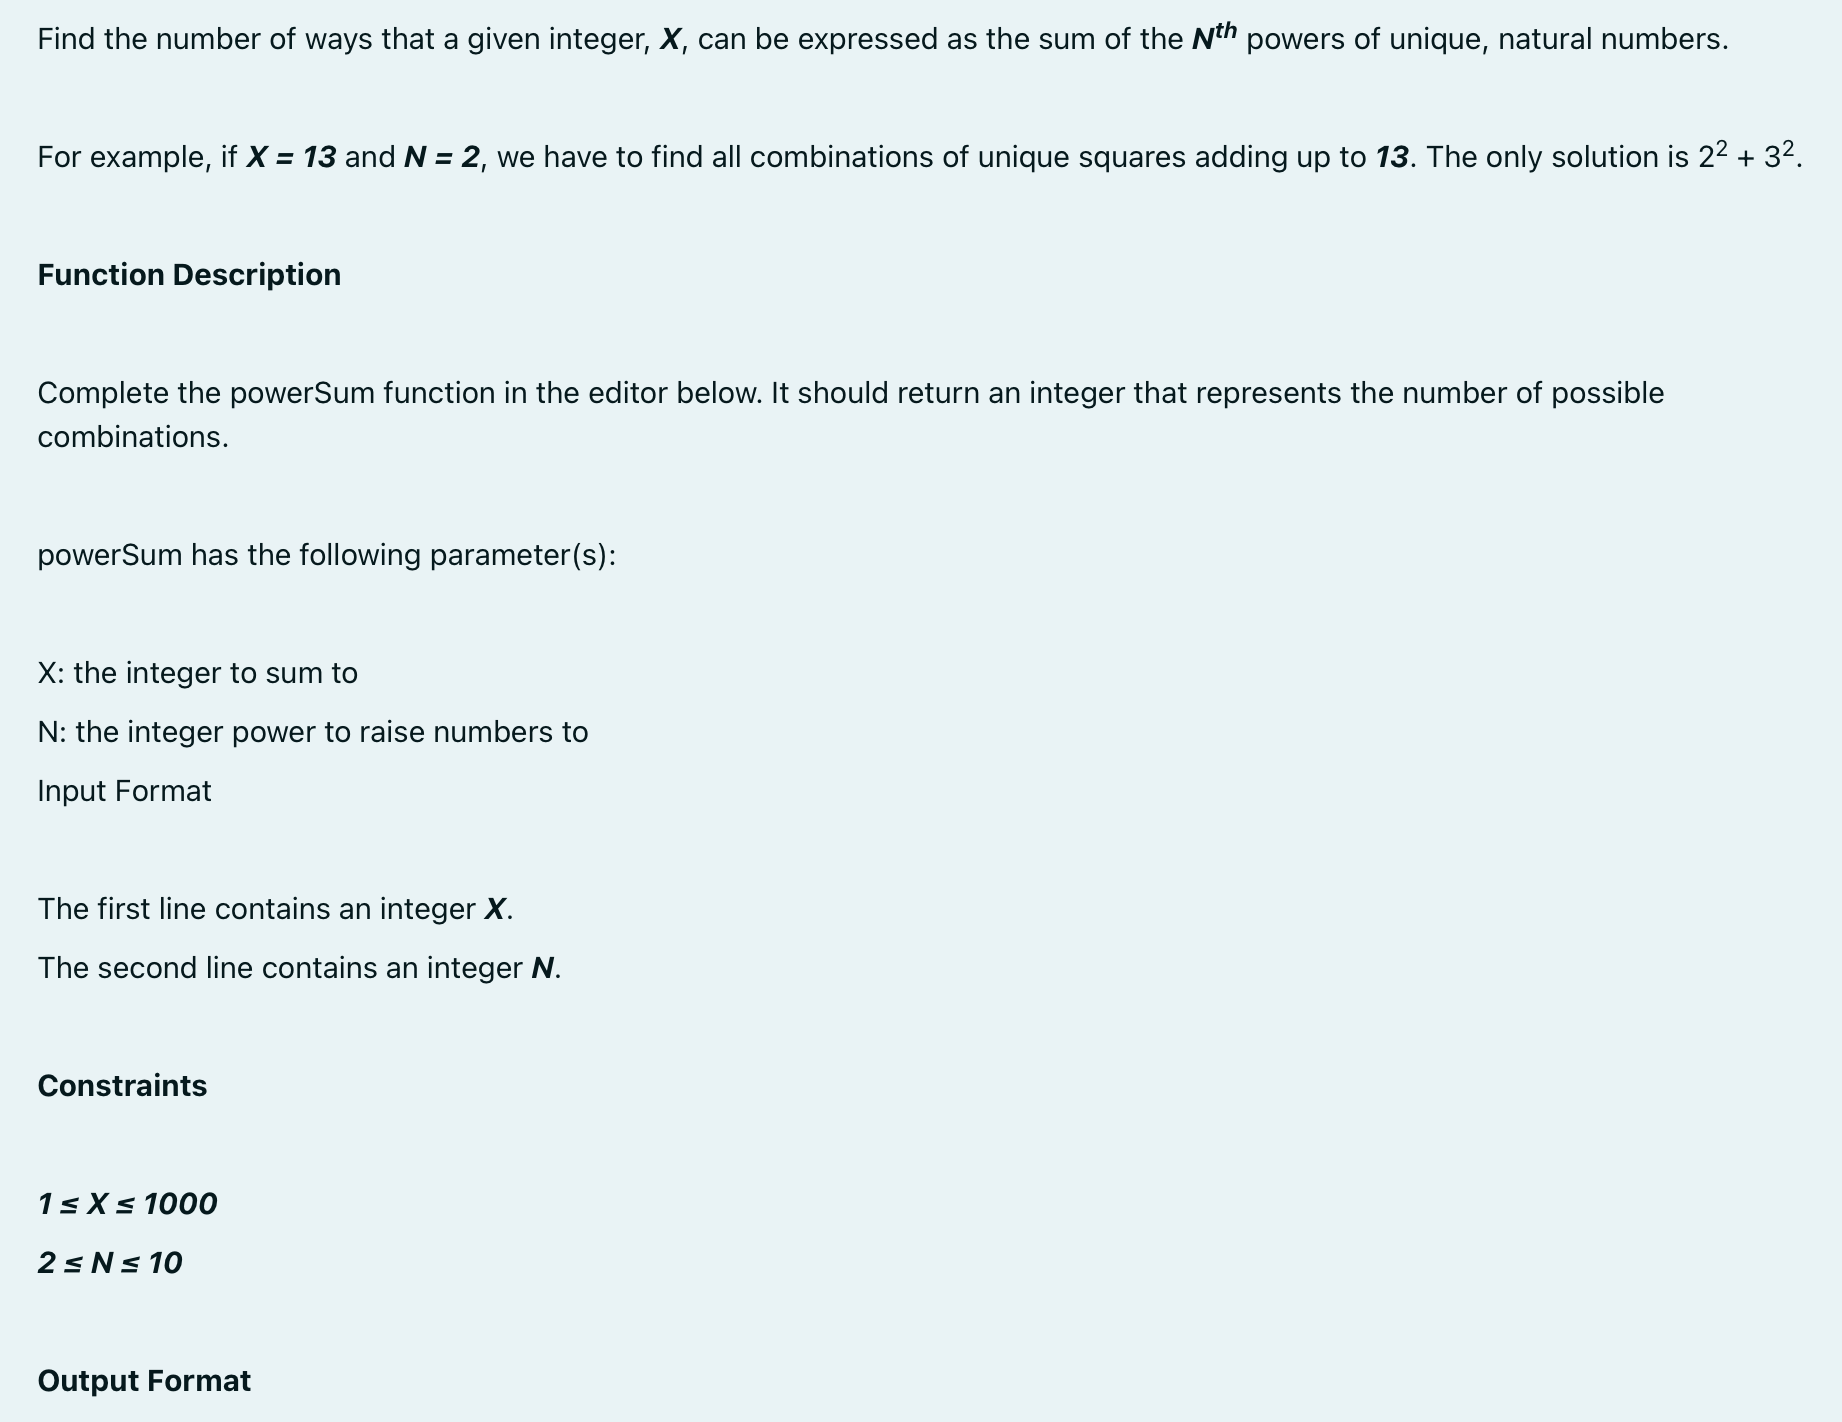 Find the number of ways that a given integer, X, can be expressed as the sum of the Nth powers of unique, natural numbers.
For example, if X = 13 and N = 2, we have to find all combinations of unique squares adding up to 13. The only solution is 2² + 3².
Function Description
Complete the powerSum function in the editor below. It should return an integer that represents the number of possible
combinations.
powerSum has the following parameter(s):
X: the integer to sum to
N: the integer power to raise numbers to
Input Format
The first line contains an integer X.
The second line contains an integer N.
Constraints
1 ≤ X ≤ 1000
2 ≤ N ≤ 10
Output Format